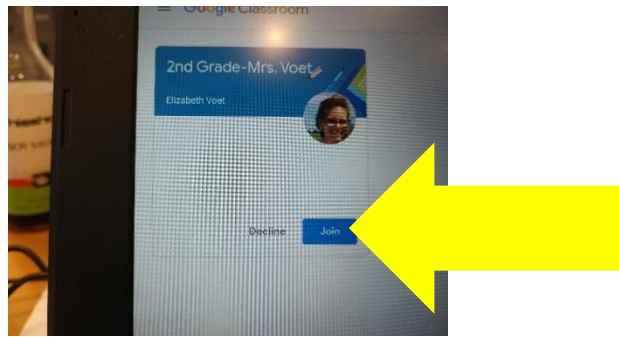 Google Classroom
2nd Grade-Mrs. Voet
Elizabeth Voet
Decline
Join